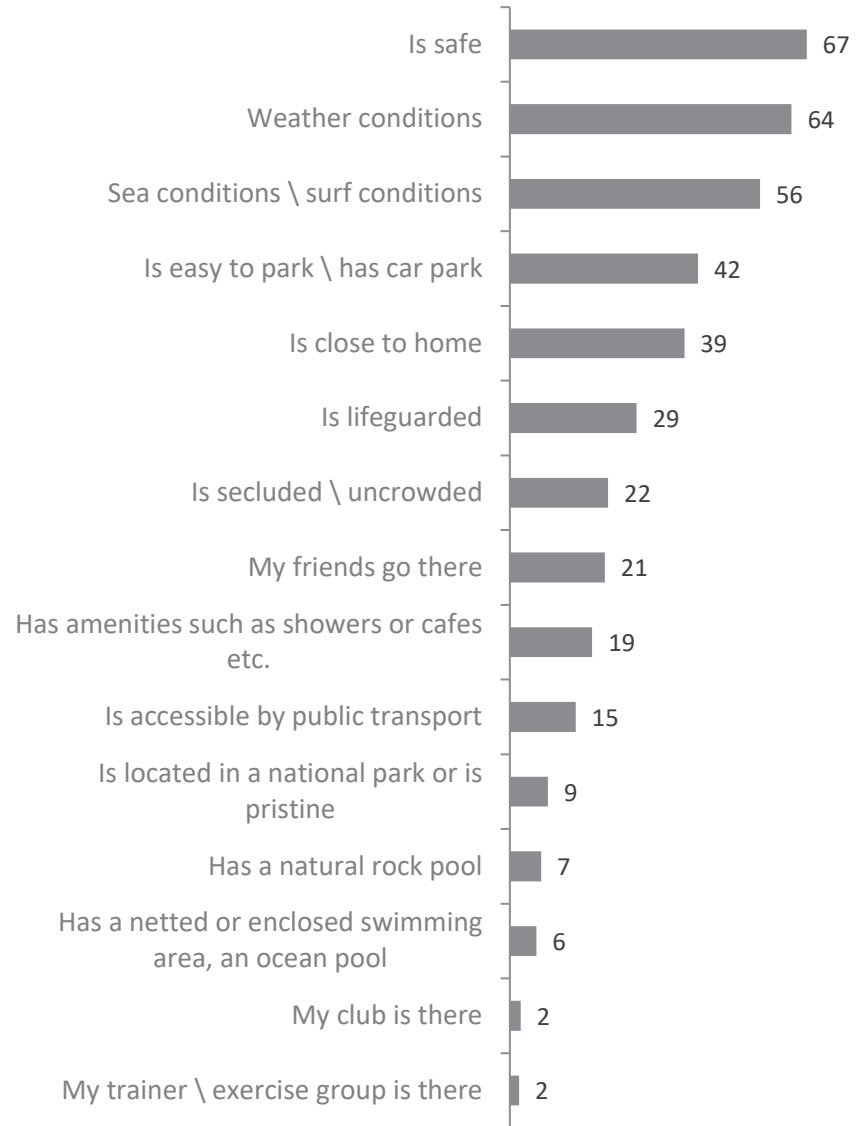 Is safe 67
Weather conditions 64
Sea conditions \ surf conditions 56
Is easy to park \ has car park 42
Is close to home 39
Is lifeguarded 29
Is secluded \ uncrowded 22
My friends go there 21
Has amenities such as showers or cafes
etc. 19
Is accessible by public transport 15
Is located in a national park or is
pristine 9
Has a natural rock pool 7
Has a netted or enclosed swimming
area, an ocean pool 6
My club is there 2
My trainer \ exercise group is there 2